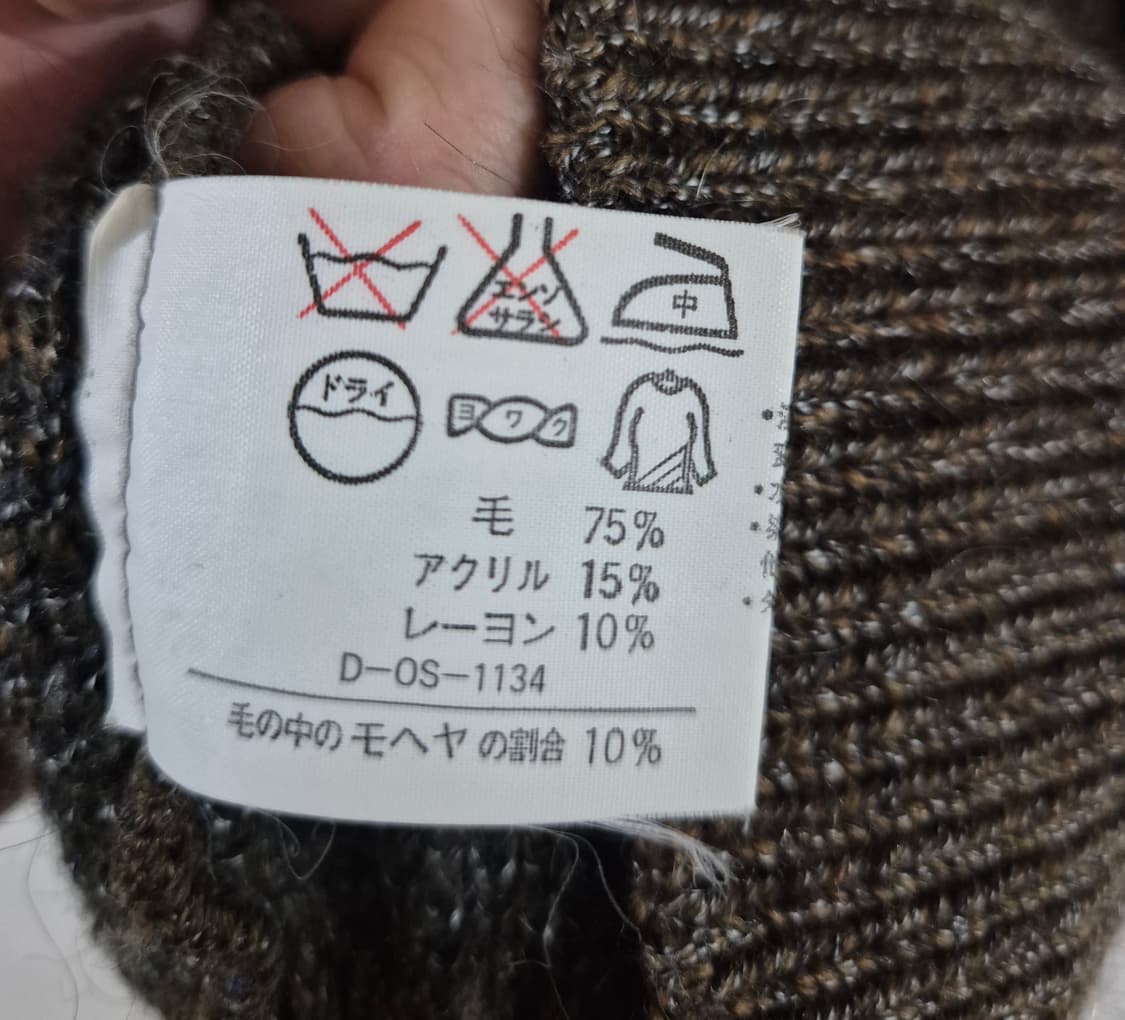 エンソ
サラシ
中
ドライ
ヨワク
毛 75%
アクリル 15%
レーヨン 10%
D-OS-1134
毛の中のモヘヤの割合 10%